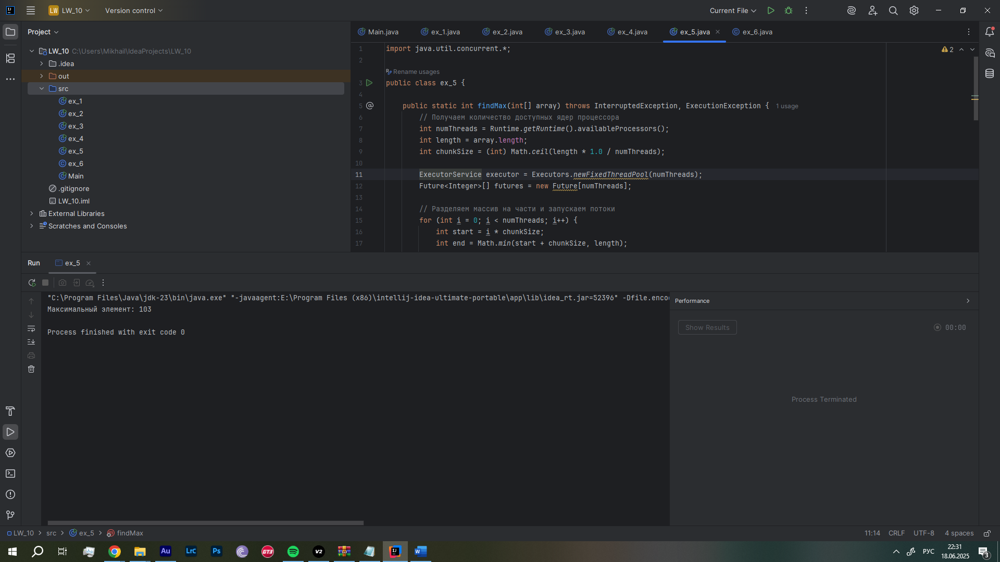 LW LW_10 Version control
Current File
Project
LW_10 C:\Users\Mikhail\IdeaProjects\LW_10
.idea
out
src
ex_1
ex_2
ex_3
ex_4
ex_5
ex_6
Main
.gitignore
LW_10.iml
External Libraries
Scratches and Consoles
Main.java ex_1.java ex_2.java ex_3.java ex_4.java ex_5.java ex_6.java
2
1 import java.util.concurrent.*;
2
Rename usages
3 public class ex_5 {
4
5 public static int findMax(int[] array) throws InterruptedException, ExecutionException { 1 usage
6 // Получаем количество доступных ядер процессора
7 int numThreads = Runtime.getRuntime().availableProcessors();
8 int length = array.length;
9 int chunkSize = (int) Math.ceil(length * 1.0 / numThreads);
10
11 ExecutorService executor = Executors.newFixedThreadPool(numThreads);
12 Future<Integer>[] futures = new Future[numThreads];
13
14 // Разделяем массив на части и запускаем потоки
15 for (int i = 0; i < numThreads; i++) {
16 int start = i * chunkSize;
17 int end = Math.min(start + chunkSize, length);
Run ex_5
"C:\Program Files\Java\jdk-23\bin\java.exe" "-javaagent:E:\Program Files (x86)\intellij-idea-ultimate-portable\app\lib\idea_rt.jar=52396" -Dfile.enco
Максимальный элемент: 103
Process finished with exit code 0
Performance
Show Results 00:00
Process Terminated
LW_10 src ex_5 findMax
11:14 CRLF UTF-8 4 spaces
Au LrC Ps GT3 V2 IJ W
РУС
22:31
18.06.2025
3